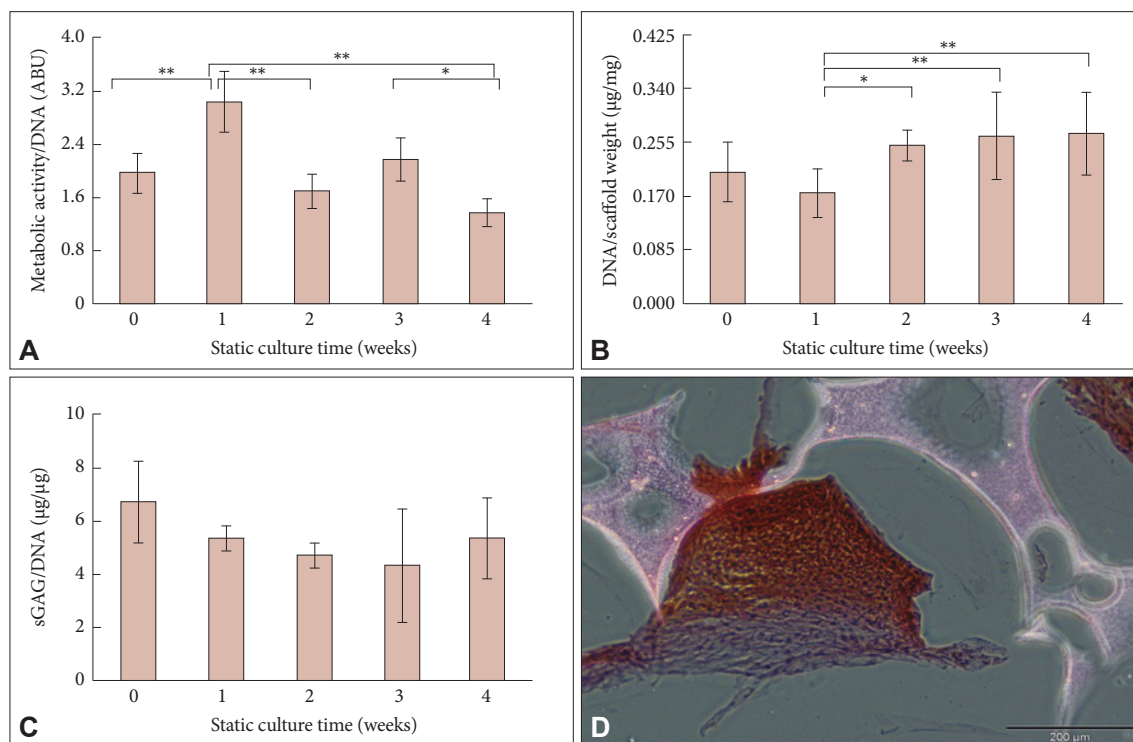 4.0
3.2
2.4
1.6
1.8
0
Metabolic activity/DNA (ABU)
**
**
**
*
0 1 2 3 4
Static culture time (weeks)
A
0.425
0.340
0.255
0.170
0.085
0.000
DNA/scaffold weight (μg/mg)
**
**
*
0 1 2 3 4
Static culture time (weeks)
B
10
8
6
4
2
0
sGAG/DNA (μg/μg)
0 1 2 3 4
Static culture time (weeks)
C
D
200 μm